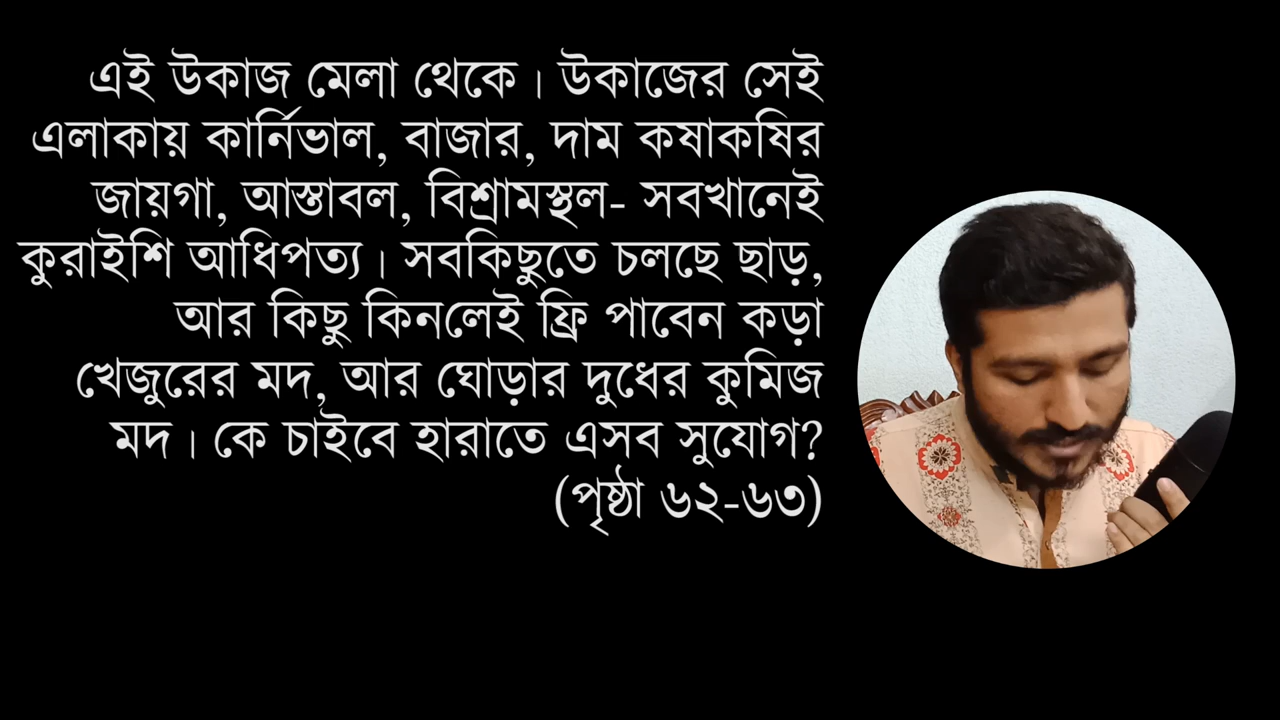 এই উকাজ মেলা থেকে। উকাজের সেই
এলাকায় কার্নিভাল, বাজার, দাম কষাকষির
জায়গা, আস্তাবল, বিশ্রামস্থল- সবখানেই
কুরাইশি আধিপত্য। সবকিছুতে চলছে ছাড়,
আর কিছু কিনলেই ফ্রি পাবেন কড়া
খেজুরের মদ, আর ঘোড়ার দুধের কুমিজ
মদ। কে চাইবে হারাতে এসব সুযোগ?
(পৃষ্ঠা ৬২-৬৩)